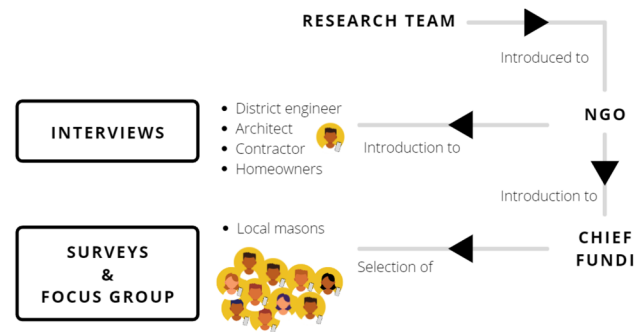 RESEARCH TEAM
Introduced to
NGO
INTERVIEWS
• District engineer
• Architect
• Contractor
• Homeowners
Introduction to
Introduction to
CHIEF
FUNDI
SURVEYS
&
FOCUS GROUP
• Local masons
Selection of